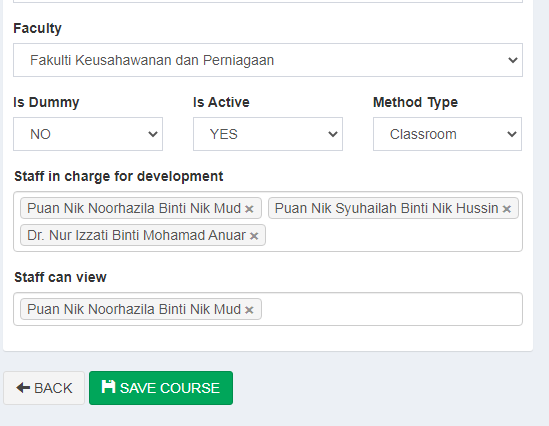 Faculty
Fakulti Keusahawanan dan Perniagaan
Is Dummy Is Active Method Type
NO YES Classroom
Staff in charge for development
Puan Nik Noorhazila Binti Nik Mud × Puan Nik Syuhailah Binti Nik Hussin ×
Dr. Nur Izzati Binti Mohamad Anuar ×
Staff can view
Puan Nik Noorhazila Binti Nik Mud ×
BACK SAVE COURSE